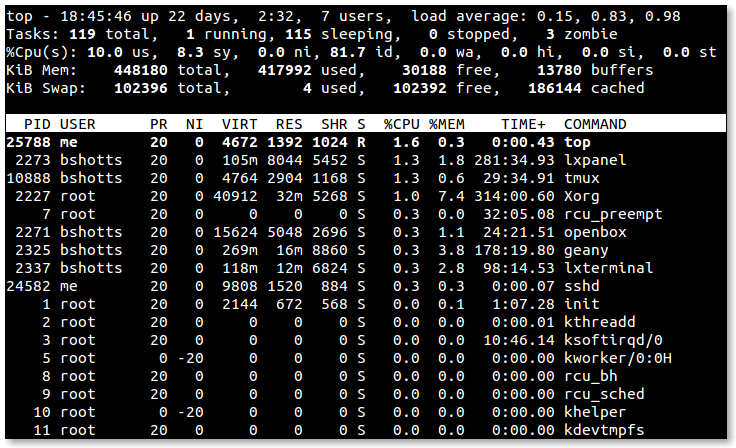 top - 18:45:46 up 22 days,  2:32,  7 users,  load average: 0.15, 0.83, 0.98
Tasks: 119 total,   1 running, 115 sleeping,   0 stopped,   3 zombie
%Cpu(s): 10.0 us,  8.3 sy,  0.0 ni, 81.7 id,  0.0 wa,  0.0 hi,  0.0 si,  0.0 st
KiB Mem:    448180 total,   417992 used,    30188 free,    13780 buffers
KiB Swap:   102396 total,        4 used,   102392 free,   186144 cached
  PID USER      PR  NI  VIRT  RES  SHR S  %CPU %MEM    TIME+  COMMAND
25788 me        20   0  4672 1392 1024 R   1.6  0.3   0:00.43 top
 2273 bshotts   20   0  105m 8044 5452 S   1.3  1.8 281:34.93 lxpanel
10888 bshotts   20   0  4764 2904 1168 S   1.3  0.6  29:34.91 tmux
 2227 root      20   0 40912  32m 5268 S   1.0  7.4 314:00.60 Xorg
    7 root      20   0     0    0    0 S   0.3  0.0  32:05.08 rcu_preempt
 2271 bshotts   20   0 15624 5048 2696 S   0.3  1.1  24:21.51 openbox
 2325 bshotts   20   0  269m  16m 8860 S   0.3  3.8 178:19.80 geany
 2337 bshotts   20   0  118m  12m 6824 S   0.3  2.8  98:14.53 lxterminal
24582 me        20   0  9808 1520  884 S   0.3  0.3   0:00.07 sshd
    1 root      20   0  2144  672  568 S   0.0  0.1   1:07.28 init
    2 root      20   0     0    0    0 S   0.0  0.0   0:00.01 kthreadd
    3 root      20   0     0    0    0 S   0.0  0.0  10:46.14 ksoftirqd/0
    5 root       0 -20     0    0    0 S   0.0  0.0   0:00.00 kworker/0:0H
    8 root      20   0     0    0    0 S   0.0  0.0   0:00.00 rcu_bh
    9 root      20   0     0    0    0 S   0.0  0.0   0:00.00 rcu_sched
   10 root       0 -20     0    0    0 S   0.0  0.0   0:00.00 khelper
   11 root      20   0     0    0    0 S   0.0  0.0   0:00.00 kdevtmpfs